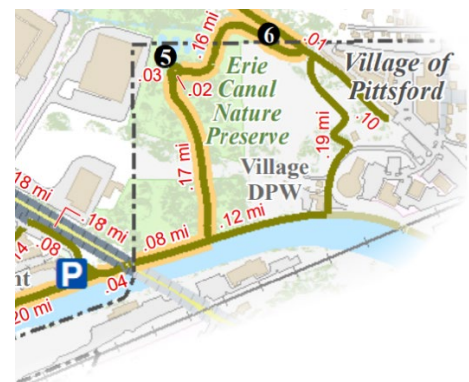 5
.16 mi
6
.01
Village of
Pittsford
.03
.02
Erie
Canal
Nature
Preserve
.10
.17 mi
.19 mi
Village
DPW
.18 mi
.18 mi
.12 mi
.08 mi
.08
14
P
.04
20 mi